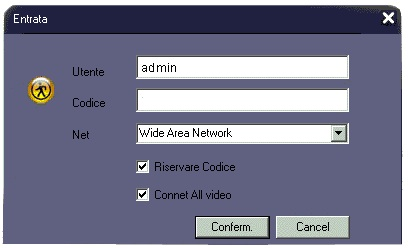 Entrata
Utente admin
Codice
Net Wide Area Network
Riservare Codice
Connet All video
Conferm. Cancel